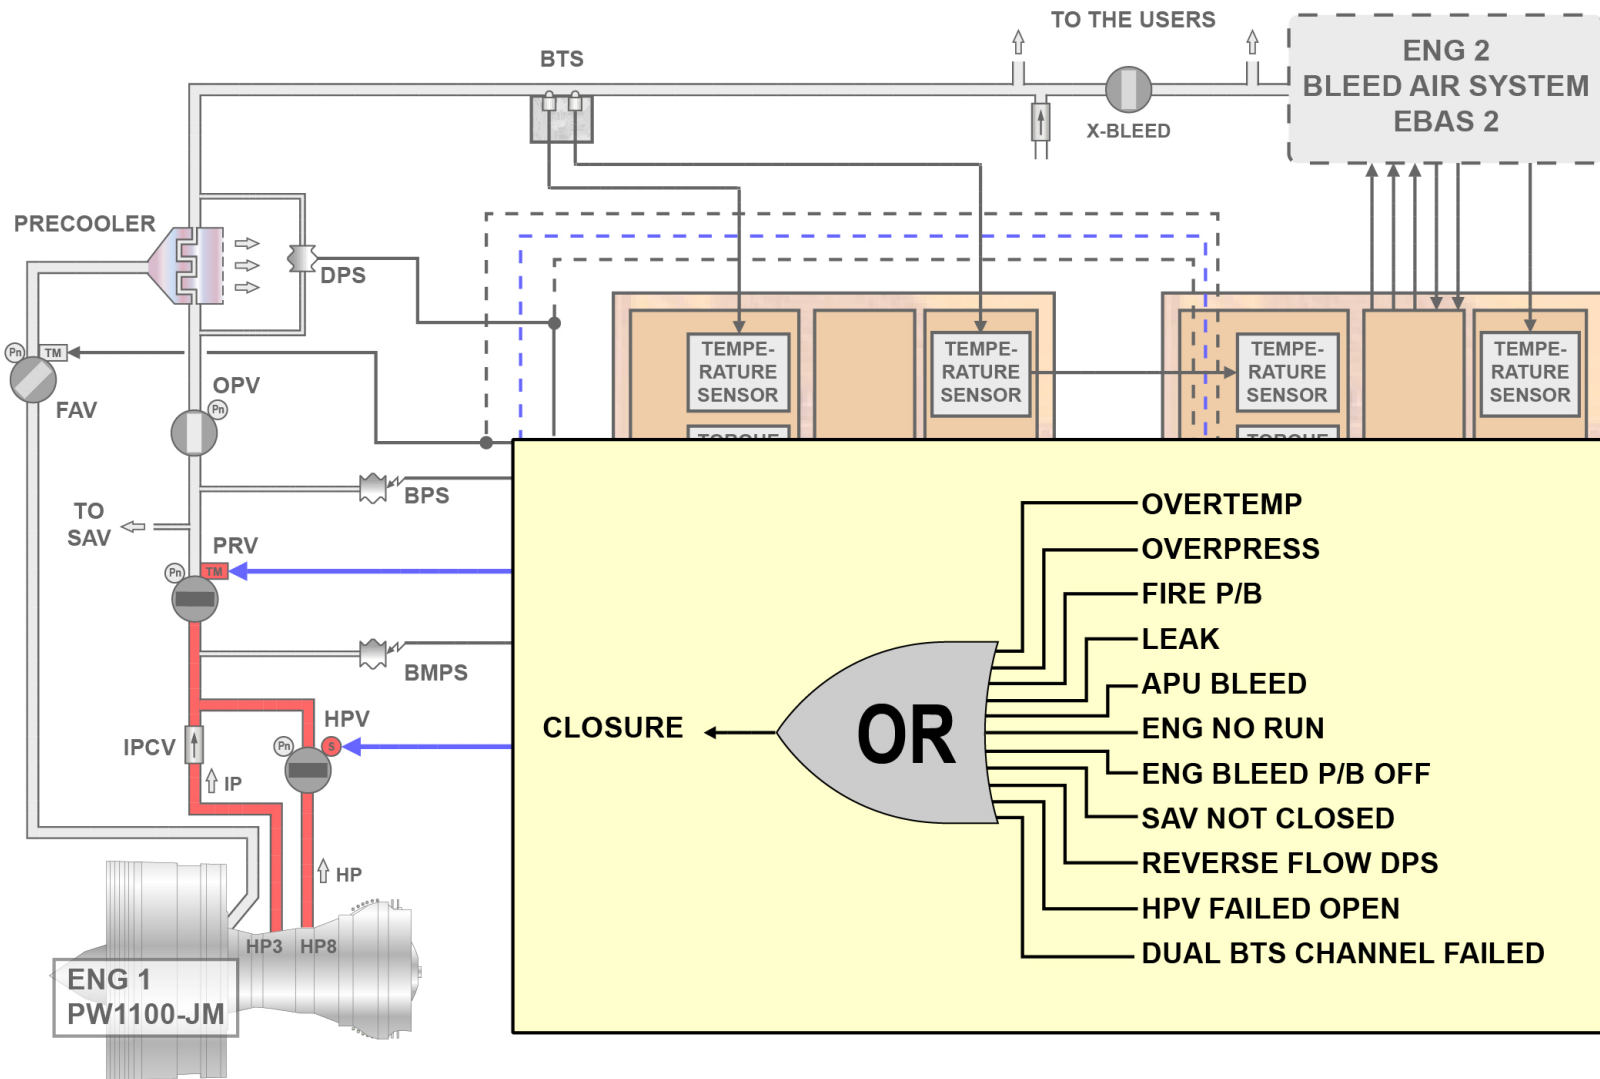 TO THE USERS
BTS
ENG 2
BLEED AIR SYSTEM
EBAS 2
X-BLEED
PRECOOLER
DPS
Pn
TM
FAV
OPV
Pn
TEMPE-
RATURE
SENSOR
TEMPE-
RATURE
SENSOR
TEMPE-
RATURE
SENSOR
TEMPE-
RATURE
SENSOR
TORQUE
TORQUE
BPS
TO
SAV
PRV
Pn
TM
BMPS
HPV
IPCV
Pn
S
IP
HP
HP3
HP8
ENG 1
PW1100-JM
CLOSURE
OR
OVERTEMP
OVERPRESS
FIRE P/B
LEAK
APU BLEED
ENG NO RUN
ENG BLEED P/B OFF
SAV NOT CLOSED
REVERSE FLOW DPS
HPV FAILED OPEN
DUAL BTS CHANNEL FAILED